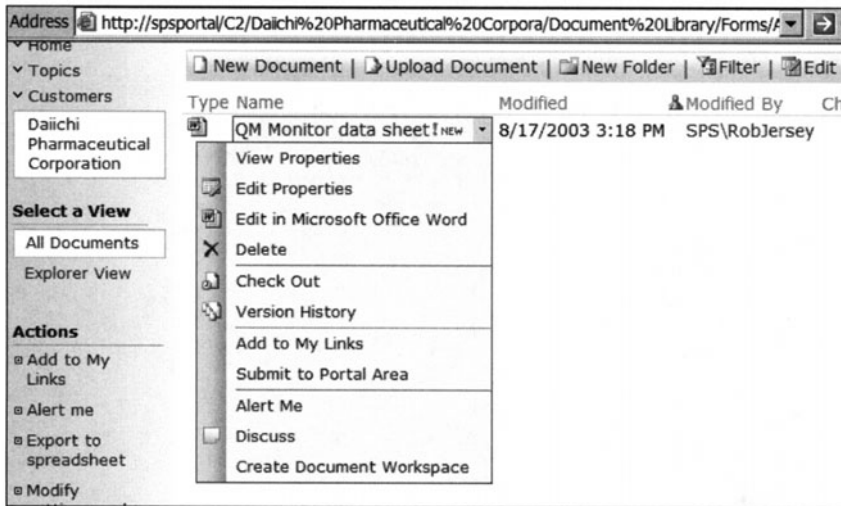 Address http://spsportal/C2/Daiichi%20Pharmaceutical%20Corpora/Document%20Library/Forms/A
Home
Topics
Customers
Daiichi
Pharmaceutical
Corporation
Select a View
All Documents
Explorer View
Actions
Add to My
Links
Alert me
Export to
spreadsheet
Modify
New Document | Upload Document | New Folder | Filter | Edit
Type Name Modified Modified By Ch
QM Monitor data sheet ! NEW 8/17/2003 3:18 PM SPS\RobJersey
View Properties
Edit Properties
Edit in Microsoft Office Word
Delete
Check Out
Version History
Add to My Links
Submit to Portal Area
Alert Me
Discuss
Create Document Workspace